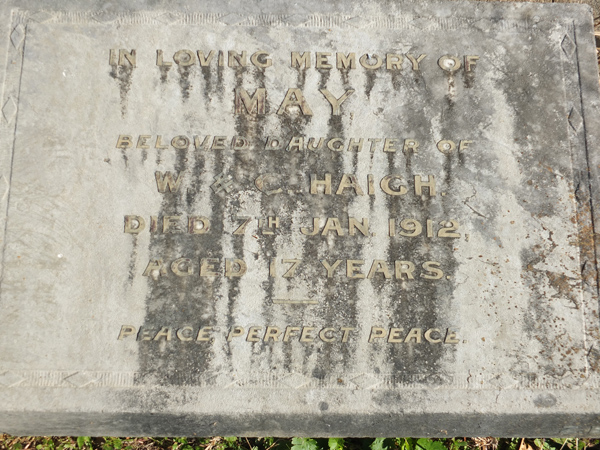 IN LOVING MEMORY OF
MAY,
BELOVED DAUGHTER OF
W. & C. HAIGH.
DIED 7TH JAN. 1912,
AGED 17 YEARS.
PEACE PERFECT PEACE.